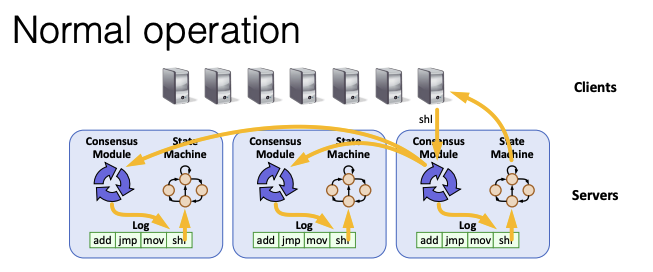 Normal operation
Clients
shl
Consensus Module
State Machine
Consensus Module
State Machine
Consensus Module
State Machine
Servers
Log
add jmp mov shl
Log
add jmp mov shl
Log
add jmp mov shl